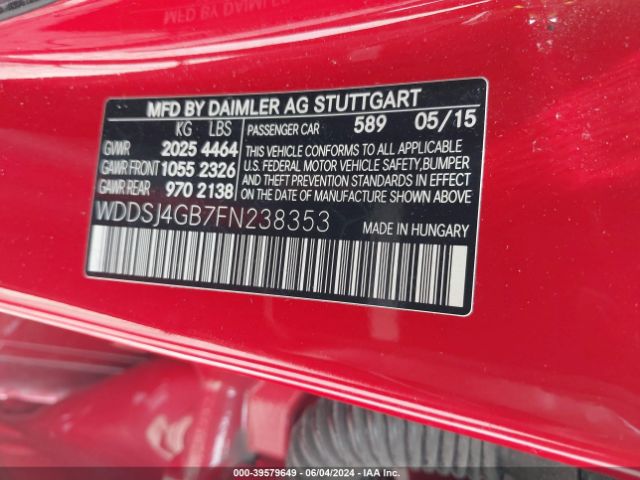 MFD BY DAIMLER AG STUTTGART
KG LBS PASSENGER CAR 589 05/15
GVWR 2025 4464
GAWR FRONT 1055 2326
GAWR REAR 970 2138
THIS VEHICLE CONFORMS TO ALL APPLICABLE
U.S. FEDERAL MOTOR VEHICLE SAFETY, BUMPER
AND THEFT PREVENTION STANDARDS IN EFFECT
ON THE DATE OF MANUFACTURE SHOWN ABOVE
WDDSJ4GB7FN238353 MADE IN HUNGARY
000-39579649 | 06/04/2024 | IAA Inc.